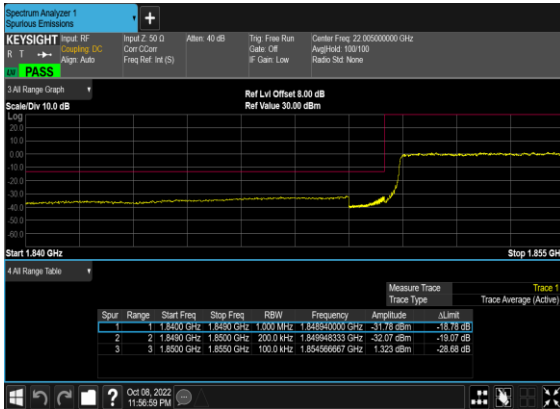 Spectrum Analyzer 1
Spurious Emissions
+
KEYSIGHT Input: RF Input Z: 50 Ω Atten: 40 dB Trig: Free Run Center Freq: 22.005000000 GHz
R T Coupling: DC Corr CCorr Gate: Off Avg|Hold: 100/100
Align: Auto Freq Ref: Int (S) IF Gain: Low Radio Std: None
PASS
3 All Range Graph
Ref Lvl Offset 8.00 dB
Scale/Div 10.0 dB Ref Value 30.00 dBm
Log
20.0
10.0
0.00
-10.0
-20.0
-30.0
-40.0
-50.0
-60.0
Start 1.840 GHz Stop 1.855 GH
4 All Range Table
Measure Trace Trace 1
Trace Type Trace Average (Active)
Spur Range Start Freq Stop Freq RBW Frequency Amplitude ΔLimit
1 1 1.8400 GHz 1.8490 GHz 1.000 MHz 1.848940000 GHz -31.78 dBm -18.78 dB
2 2 1.8490 GHz 1.8500 GHz 200.0 kHz 1.849948333 GHz -32.07 dBm -19.07 dB
3 3 1.8500 GHz 1.8550 GHz 100.0 kHz 1.854566667 GHz 1.323 dBm -28.68 dB
?
Oct 08, 2022
11:56:59 PM